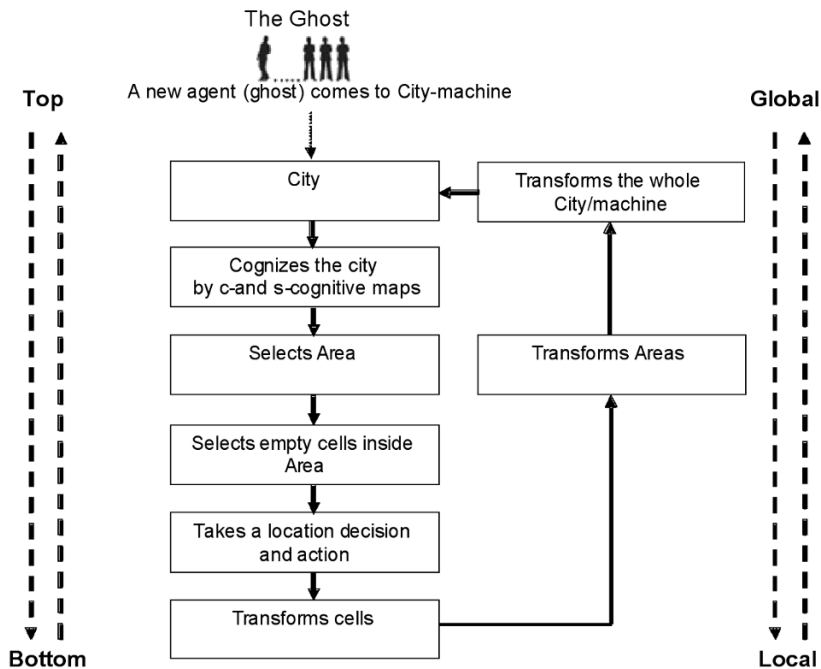 The Ghost
A new agent (ghost) comes to City-machine
Top
Global
City
Transforms the whole
City/machine
Cognizes the city
by c-and s-cognitive maps
Selects Area
Transforms Areas
Selects empty cells inside
Area
Takes a location decision
and action
Transforms cells
Bottom
Local